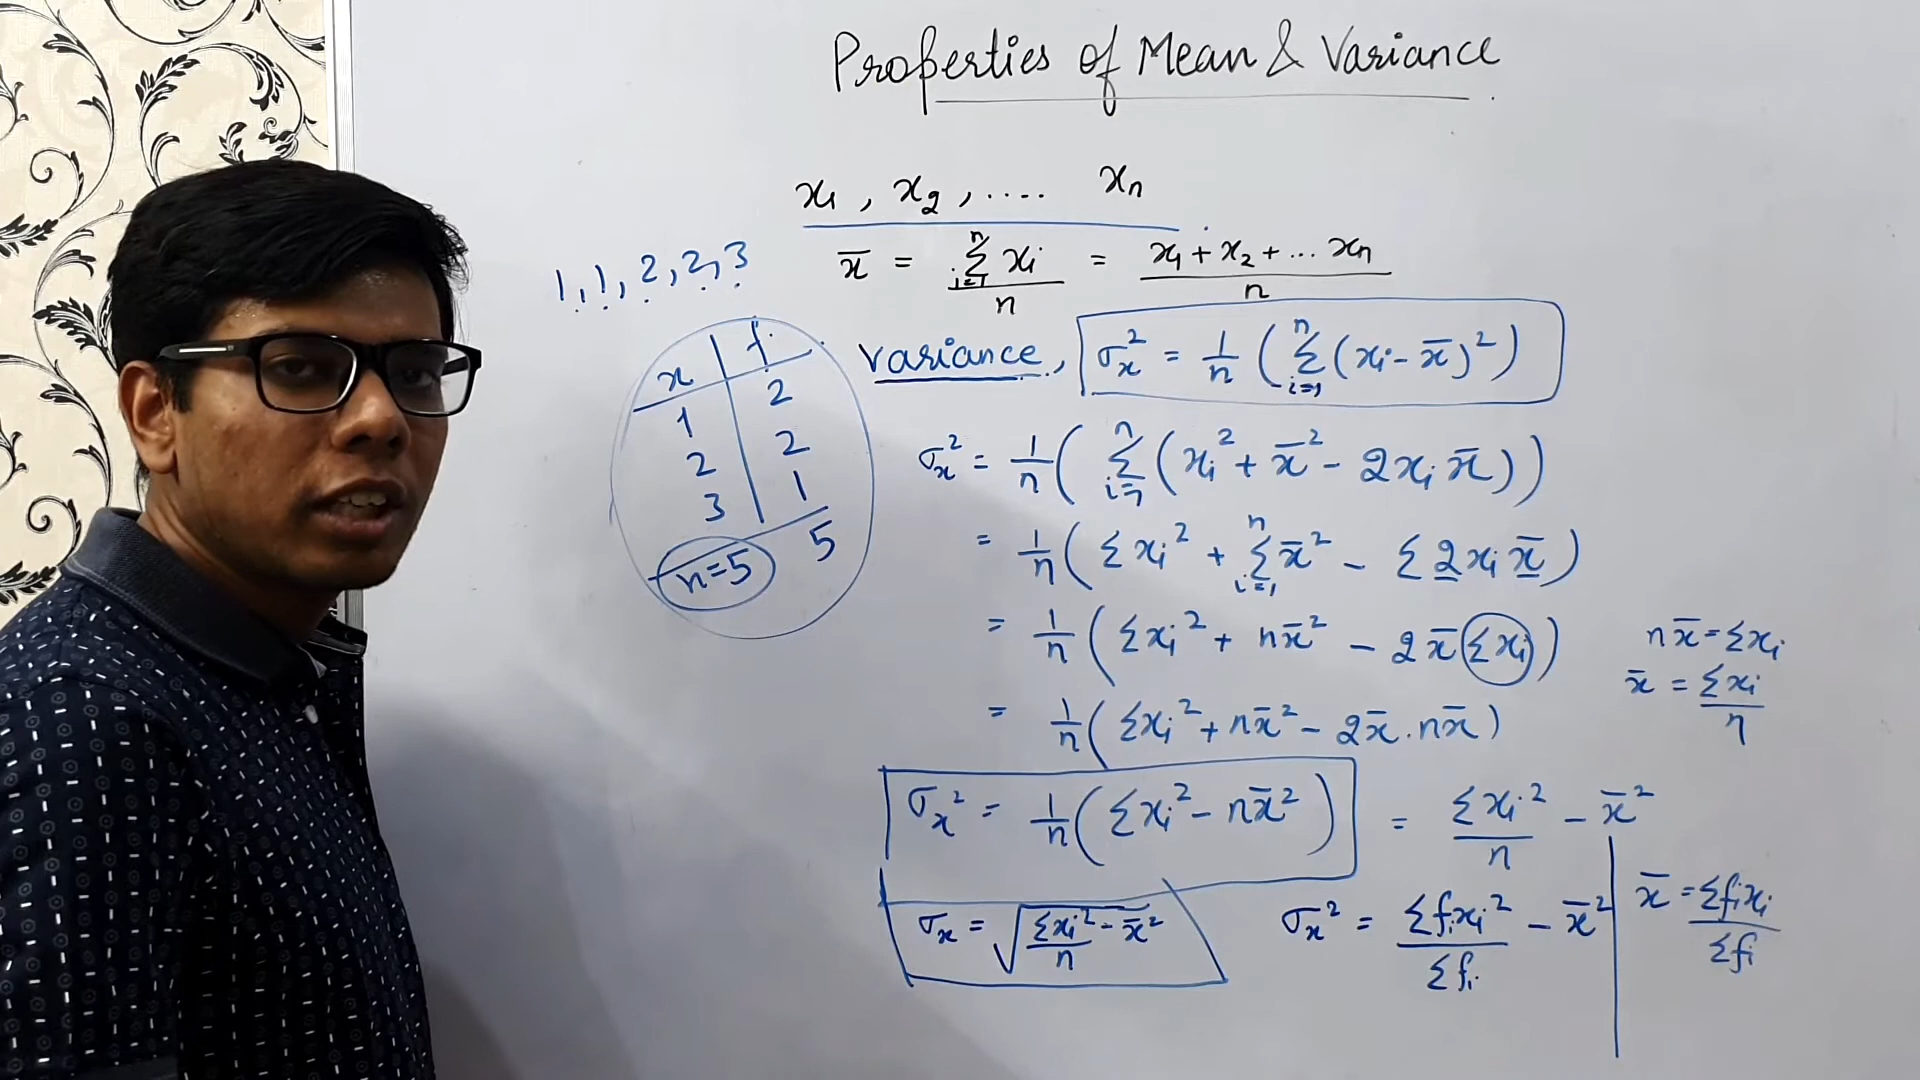 Properties of Mean & Variance
x₁ , x₂ , .... xₙ
1, 1, 2, 2, 3
x̄ = Σᵢ₌₁ⁿ xᵢ / n = x₁ + x₂ + ... xₙ / n
x | f
1 | 2
2 | 2
3 | 1
n=5 5
variance, σₓ² = 1/n ( Σᵢ₌₁ⁿ (xᵢ - x̄)² )
σₓ² = 1/n ( Σᵢ₌₁ⁿ (xᵢ² + x̄² - 2xᵢ x̄) )
= 1/n ( Σxᵢ² + Σᵢ₌₁ⁿ x̄² - Σ 2xᵢ x̄ )
= 1/n ( Σxᵢ² + nx̄² - 2x̄ Σxᵢ )
nx̄ = Σxᵢ
x̄ = Σxᵢ / n
= 1/n ( Σxᵢ² + nx̄² - 2x̄ . nx̄ )
σₓ² = 1/n ( Σxᵢ² - nx̄² ) = Σxᵢ² / n - x̄²
σₓ = √( Σxᵢ² / n - x̄² )
σₓ² = Σfᵢxᵢ² / Σfᵢ - x̄²
x̄ = Σfᵢxᵢ / Σfᵢ